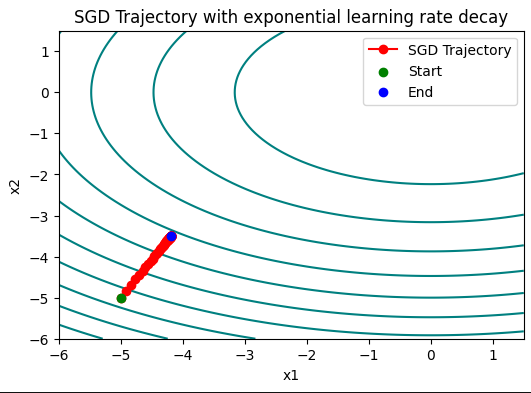 SGD Trajectory with exponential learning rate decay
SGD Trajectory
Start
End
x2
1
0
−1
−2
−3
−4
−5
−6
−6 −5 −4 −3 −2 −1 0 1
x1